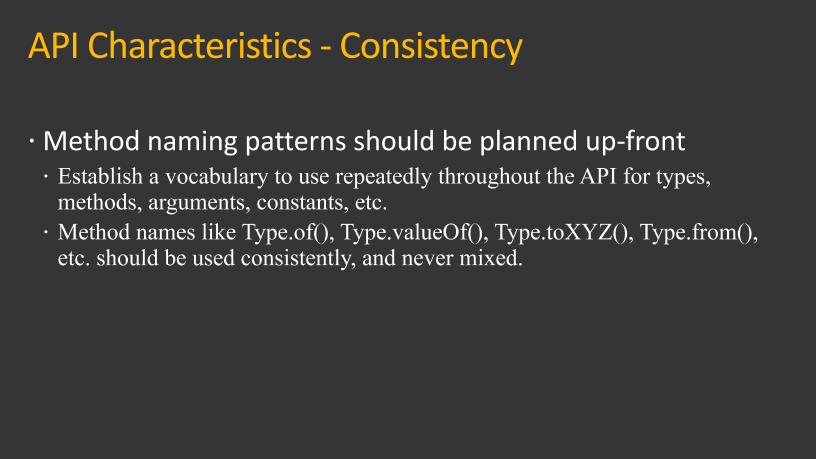 API Characteristics - Consistency
· Method naming patterns should be planned up-front
· Establish a vocabulary to use repeatedly throughout the API for types,
methods, arguments, constants, etc.
· Method names like Type.of(), Type.valueOf(), Type.toXYZ(), Type.from(),
etc. should be used consistently, and never mixed.